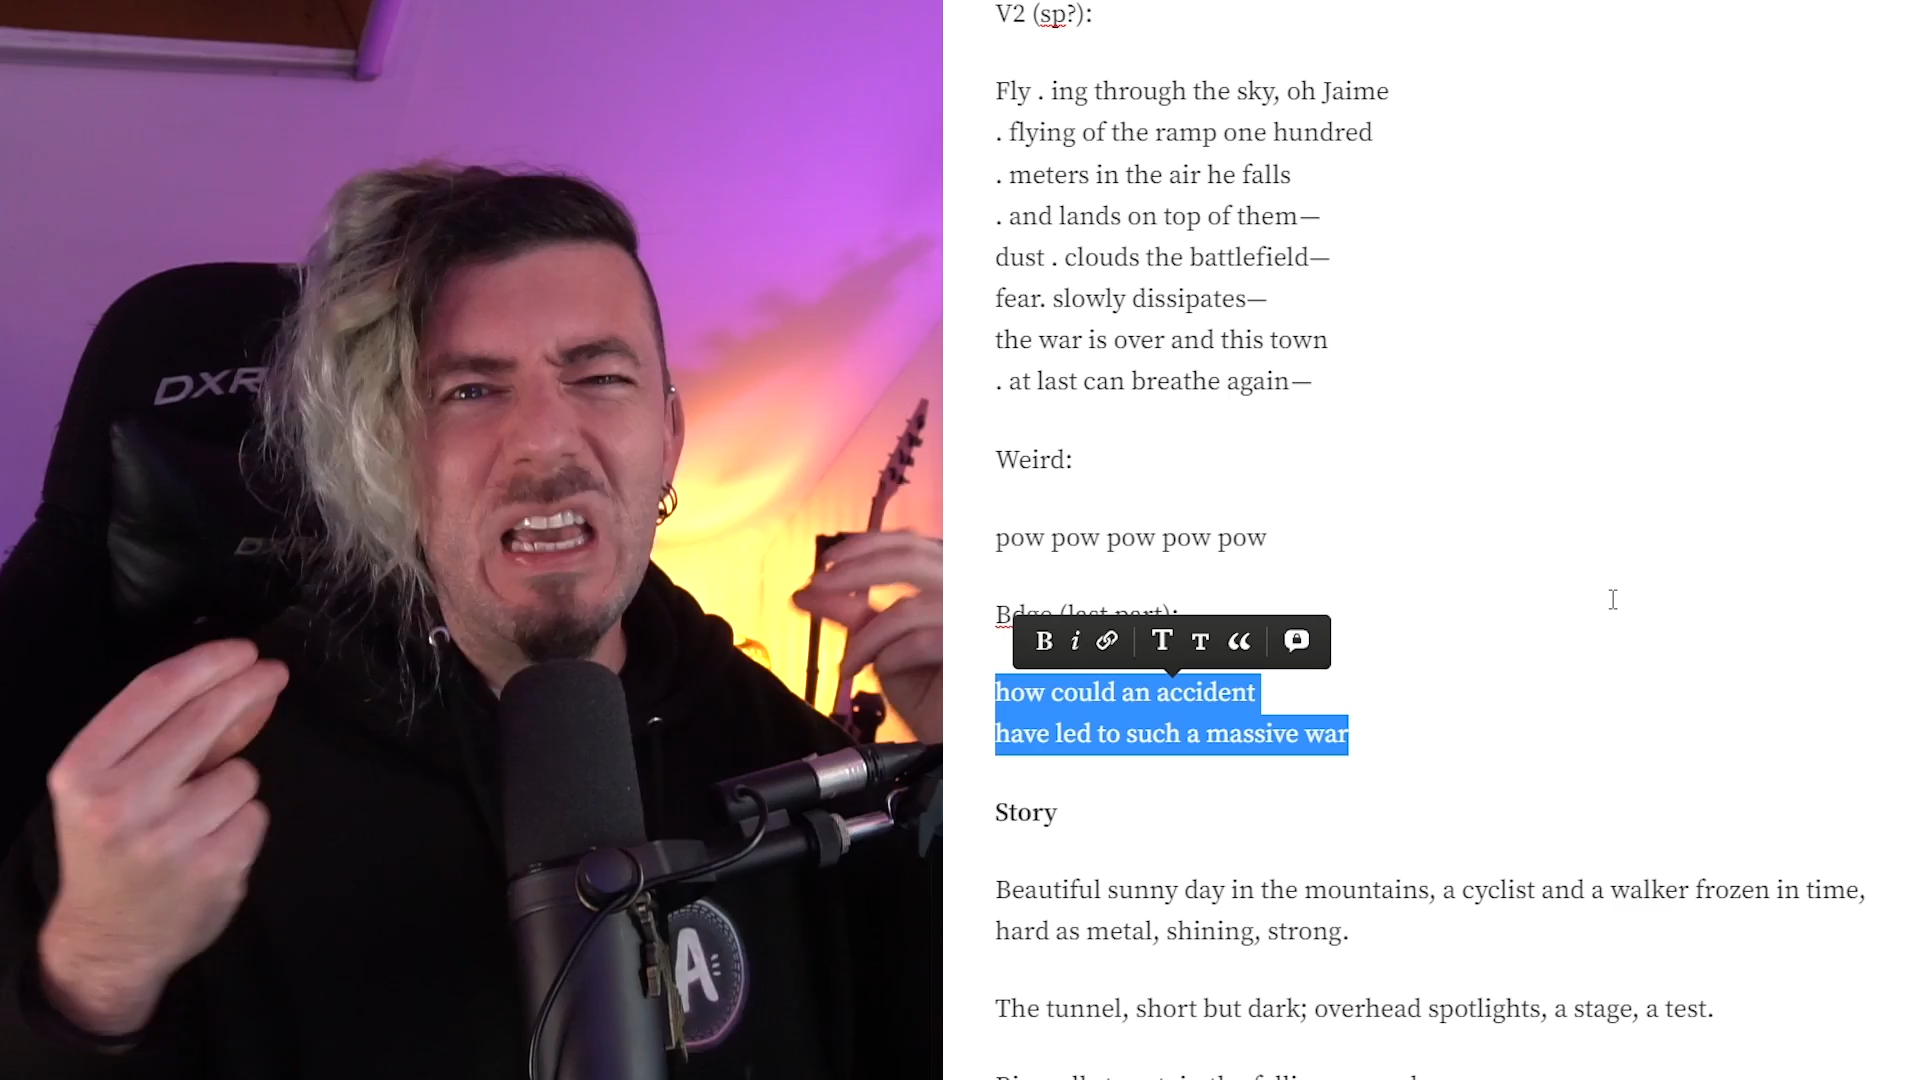 DXR
DXR
A
V2 (sp?):
Fly . ing through the sky, oh Jaime
. flying of the ramp one hundred
. meters in the air he falls
. and lands on top of them—
dust . clouds the battlefield—
fear. slowly dissipates—
the war is over and this town
. at last can breathe again—
Weird:
pow pow pow pow pow
Bdge (last part):
B i T T
how could an accident
have led to such a massive war
Story
Beautiful sunny day in the mountains, a cyclist and a walker frozen in time,
hard as metal, shining, strong.
The tunnel, short but dark; overhead spotlights, a stage, a test.